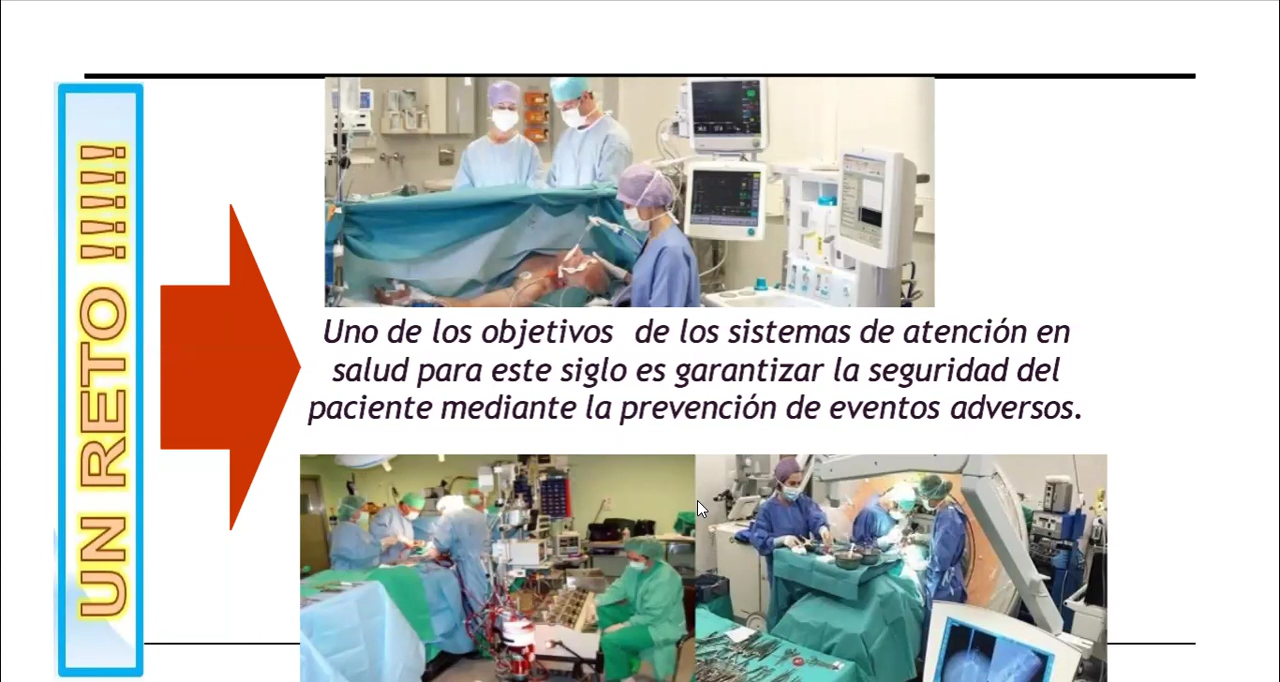 UN RETO !!!!!
Uno de los objetivos de los sistemas de atención en
salud para este siglo es garantizar la seguridad del
paciente mediante la prevención de eventos adversos.